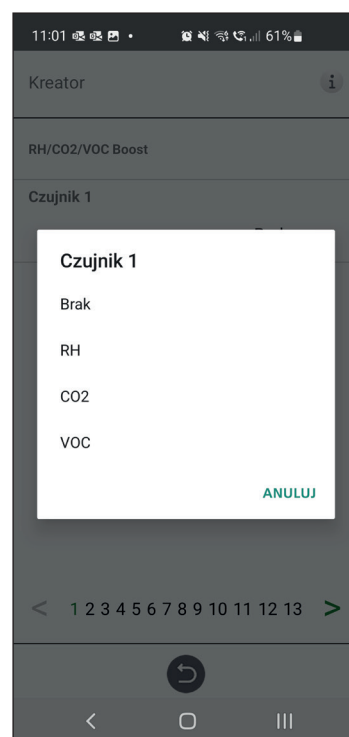 11:01 61%
Kreator i
RH/CO2/VOC Boost
Czujnik 1
Czujnik 1
Brak
RH
CO2
VOC
ANULUJ
< 1 2 3 4 5 6 7 8 9 10 11 12 13 >